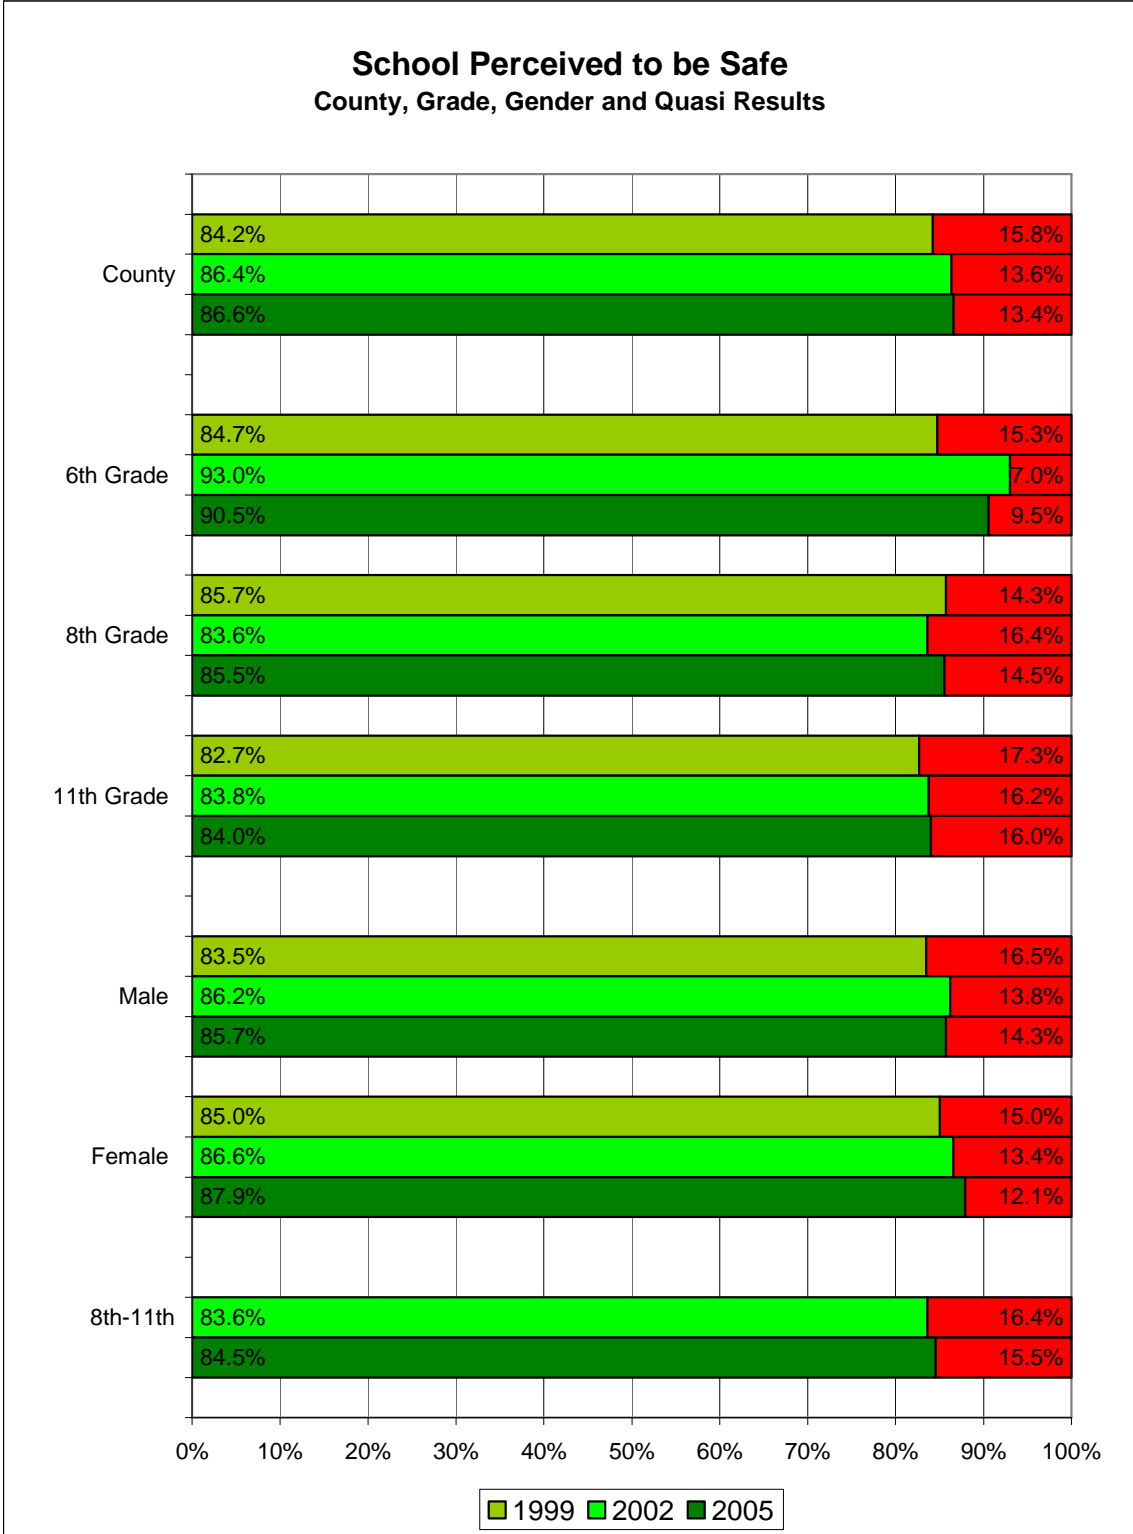 School Perceived to be Safe
County, Grade, Gender and Quasi Results
84.2% 15.8%
County 86.4% 13.6%
86.6% 13.4%
84.7% 15.3%
6th Grade 93.0% 7.0%
90.5% 9.5%
85.7% 14.3%
8th Grade 83.6% 16.4%
85.5% 14.5%
82.7% 17.3%
11th Grade 83.8% 16.2%
84.0% 16.0%
83.5% 16.5%
Male 86.2% 13.8%
85.7% 14.3%
85.0% 15.0%
Female 86.6% 13.4%
87.9% 12.1%
8th-11th 83.6% 16.4%
84.5% 15.5%
0% 10% 20% 30% 40% 50% 60% 70% 80% 90% 100%
1999 2002 2005